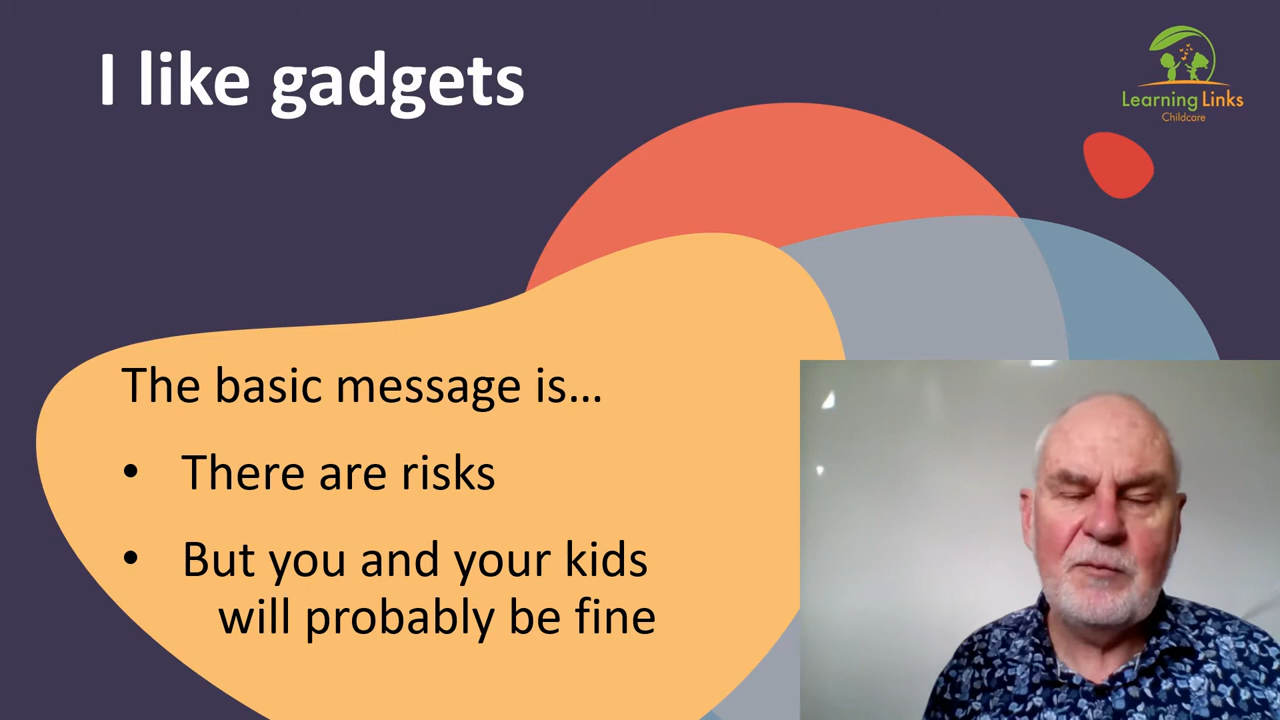 I like gadgets
Learning Links
Childcare
The basic message is...
• There are risks
• But you and your kids
will probably be fine